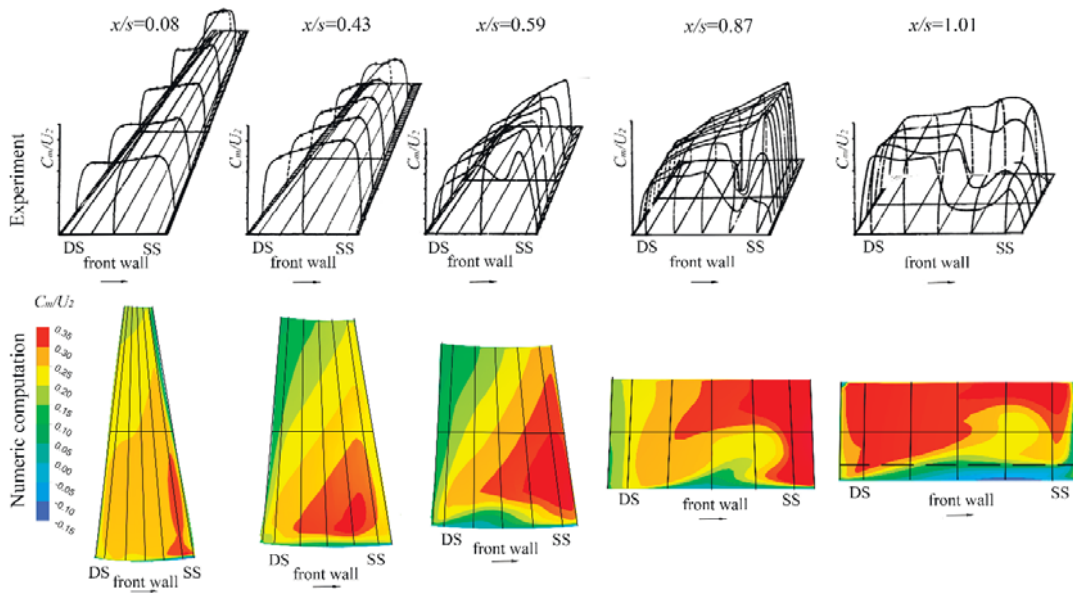 x/s=0.08
x/s=0.43
x/s=0.59
x/s=0.87
x/s=1.01
Experiment
Cm/U2
Cm/U2
Cm/U2
Cm/U2
Cm/U2
DS SS
front wall
DS SS
front wall
DS SS
front wall
DS SS
front wall
DS SS
front wall
Numeric computation
Cm/U2
0.35
0.30
0.25
0.20
0.15
0.10
0.05
0.00
-0.05
-0.10
-0.15
DS SS
front wall
DS SS
front wall
DS SS
front wall
DS SS
front wall
DS SS
front wall